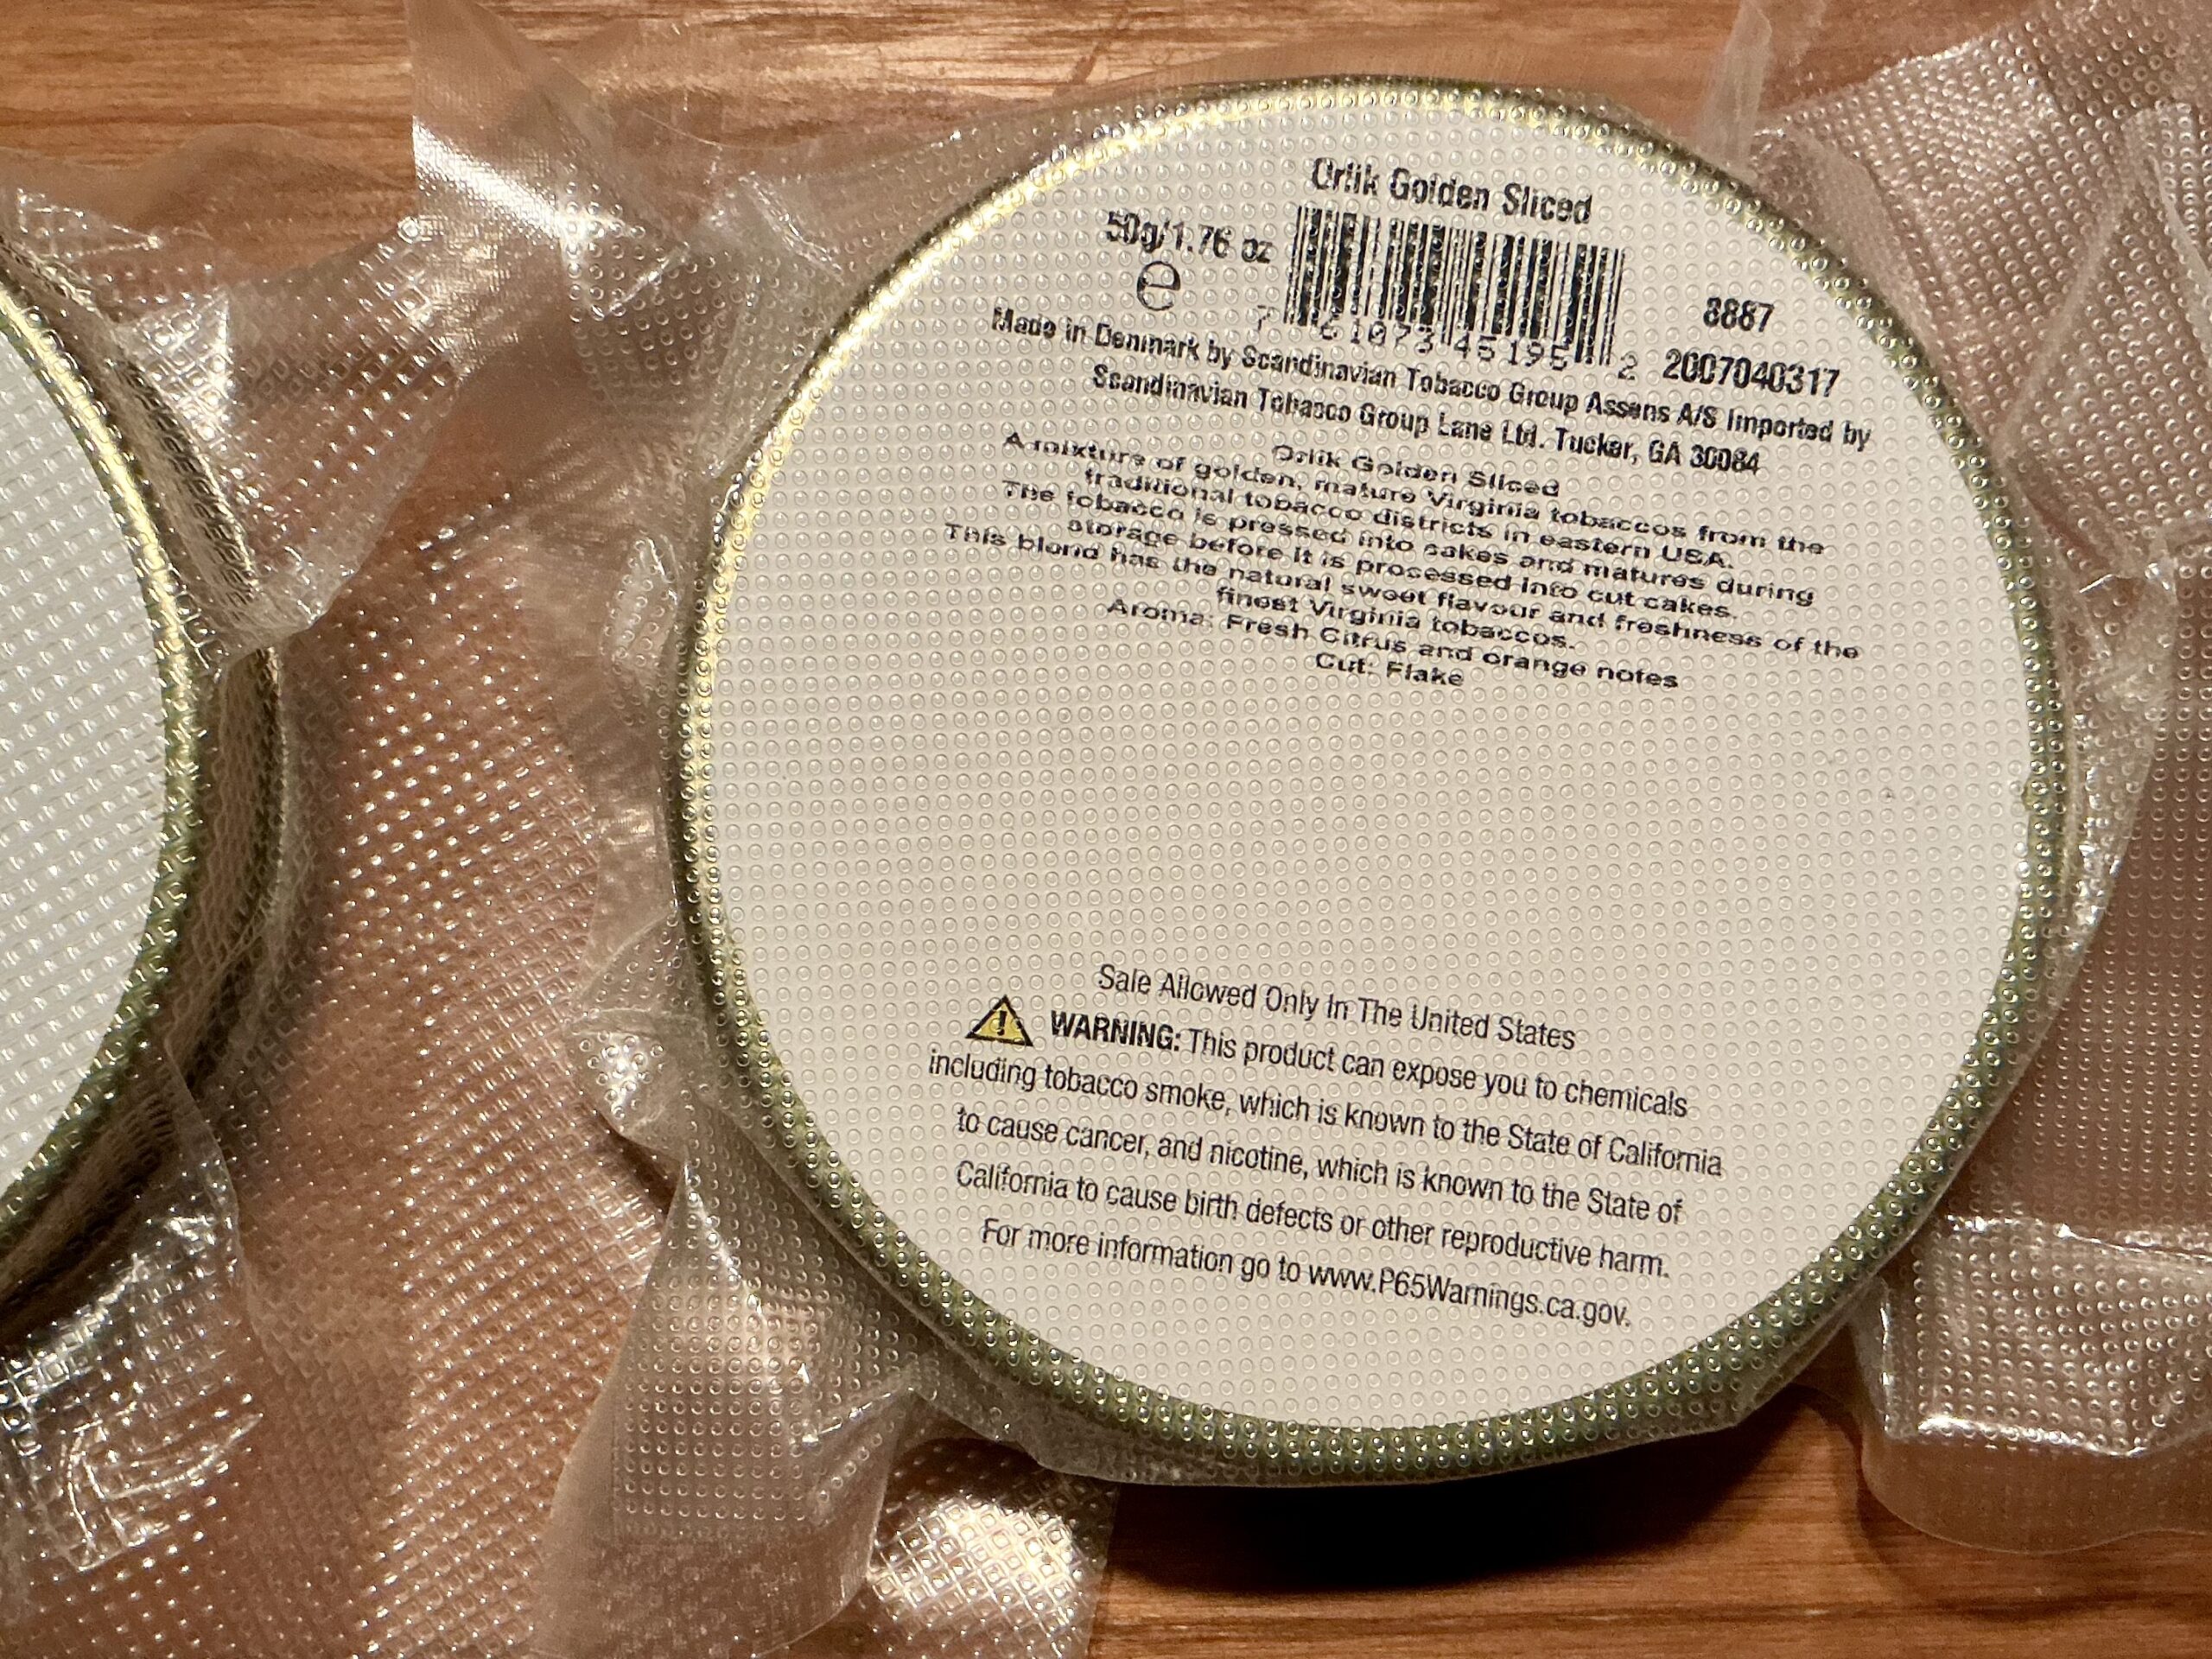 Orlik Golden Sliced
50g/1.76 oz
e
7 61073 45195 2
8887
2007040317
Made in Denmark by Scandinavian Tobacco Group Assens A/S Imported by
Scandinavian Tobacco Group Lane Ltd. Tucker, GA 30084
Orlik Golden Sliced
A mixture of golden, mature Virginia tobaccos from the
traditional tobacco districts in eastern USA.
The tobacco is pressed into cakes and matures during
storage before it is processed into cut cakes.
This blend has the natural sweet flavour and freshness of the
finest Virginia tobaccos.
Aroma: Fresh Citrus and orange notes
Cut: Flake
Sale Allowed Only In The United States
WARNING: This product can expose you to chemicals
including tobacco smoke, which is known to the State of California
to cause cancer, and nicotine, which is known to the State of
California to cause birth defects or other reproductive harm.
For more information go to www.P65Warnings.ca.gov.